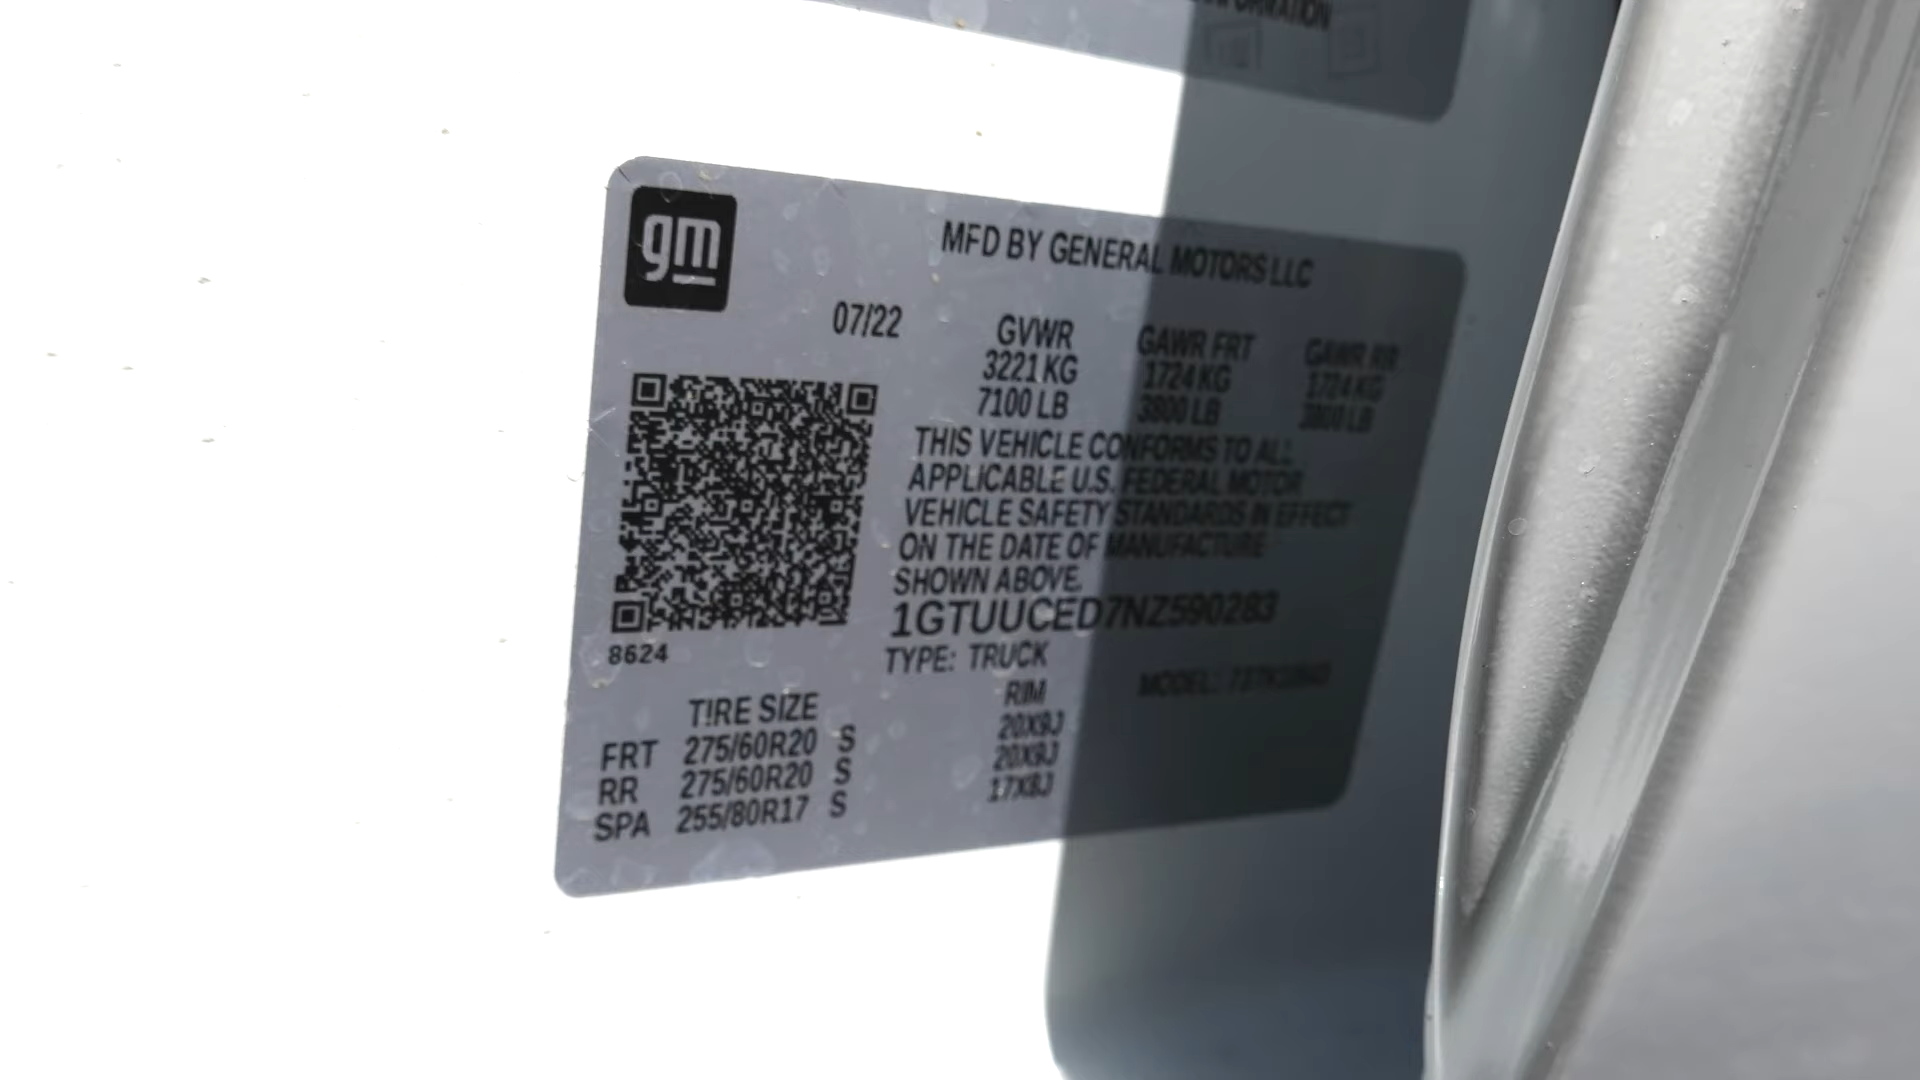 INFORMATION
gm
MFD BY GENERAL MOTORS LLC
07/22
GVWR GAWR FRT GAWR RR
3221 KG 1724 KG 1724 KG
7100 LB 3800 LB 3800 LB
THIS VEHICLE CONFORMS TO ALL
APPLICABLE U.S. FEDERAL MOTOR
VEHICLE SAFETY STANDARDS IN EFFECT
ON THE DATE OF MANUFACTURE
SHOWN ABOVE.
1GTUUCED7NZ590283
8624
TYPE: TRUCK
MODEL:
TIRE SIZE RIM
FRT 275/60R20 S 20X9J
RR 275/60R20 S 20X9J
SPA 255/80R17 S 17X8J